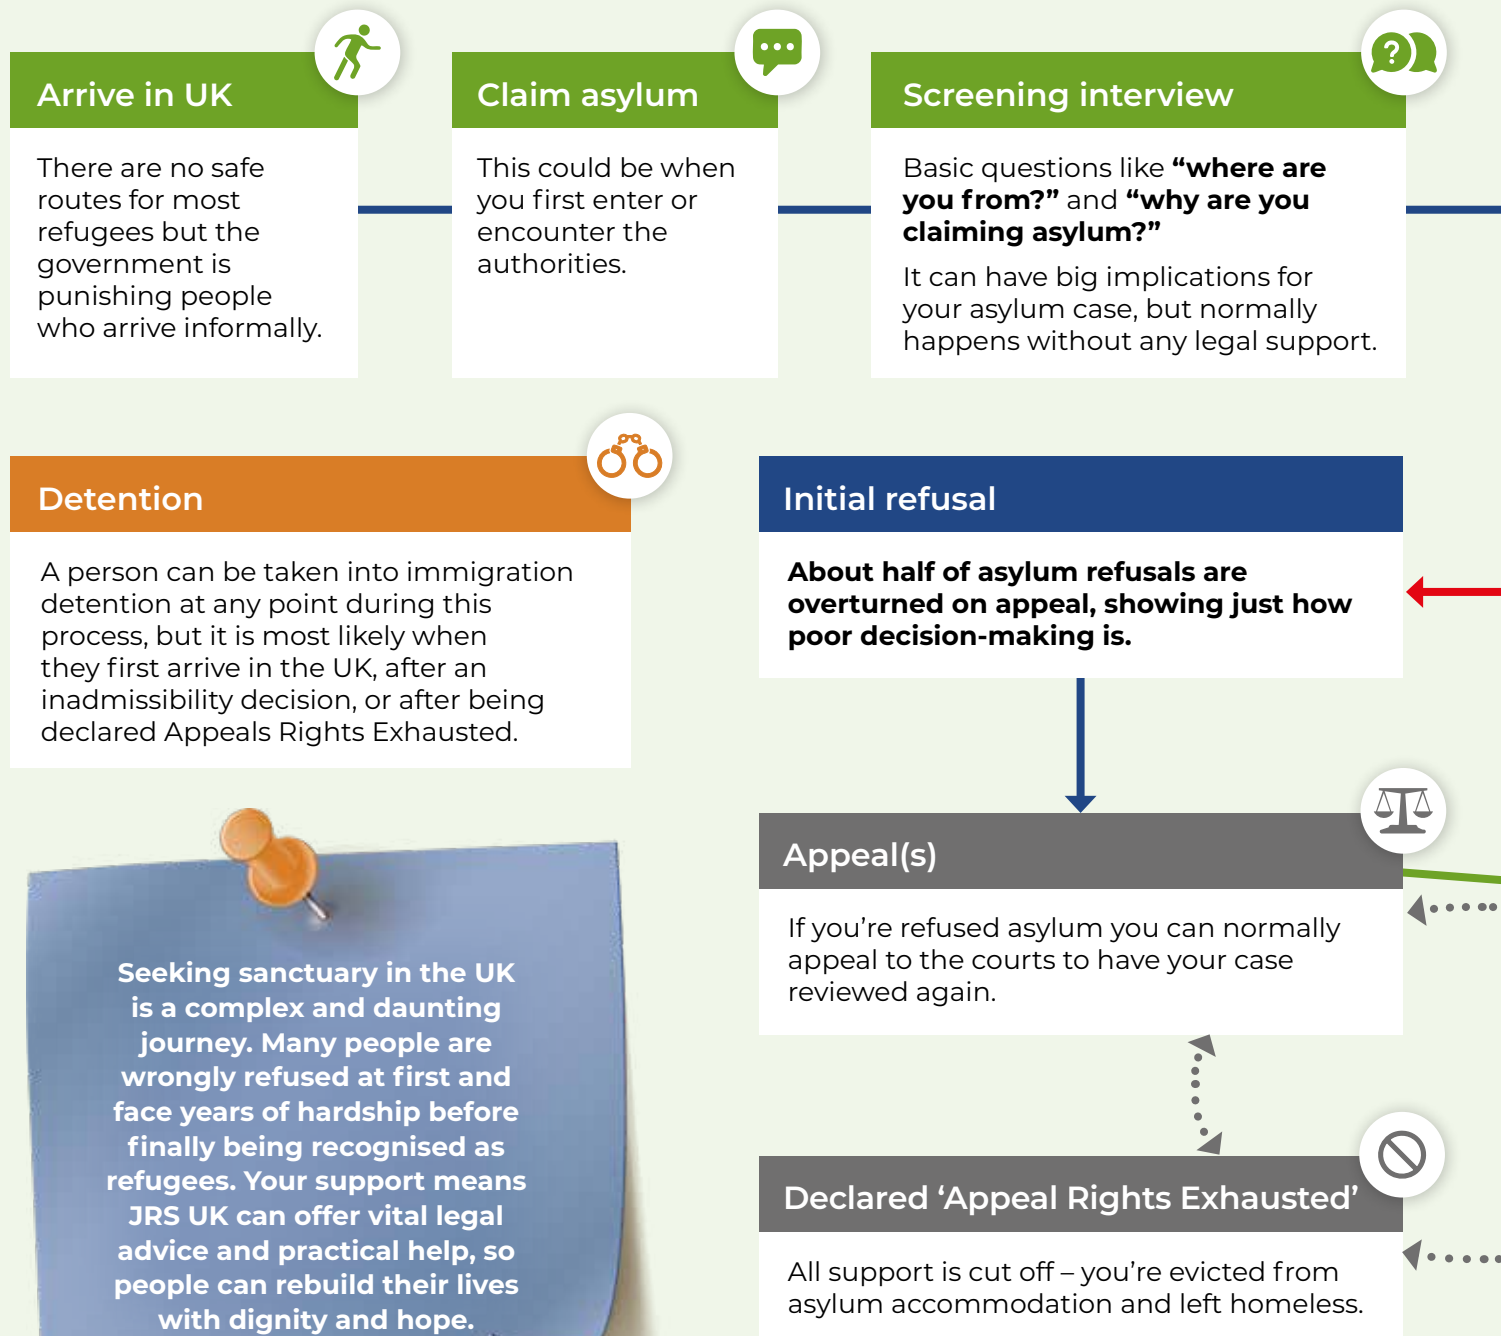 Arrive in UK
There are no safe
routes for most
refugees but the
government is
punishing people
who arrive informally.
Claim asylum
This could be when
you first enter or
encounter the
authorities.
?
Screening interview
Basic questions like “where are
you from?” and “why are you
claiming asylum?”
It can have big implications for
your asylum case, but normally
happens without any legal support.
Detention
A person can be taken into immigration
detention at any point during this
process, but it is most likely when
they first arrive in the UK, after an
inadmissibility decision, or after being
declared Appeals Rights Exhausted.
Initial refusal
About half of asylum refusals are
overturned on appeal, showing just how
poor decision-making is.
Appeal(s)
If you’re refused asylum you can normally
appeal to the courts to have your case
reviewed again.
Seeking sanctuary in the UK
is a complex and daunting
journey. Many people are
wrongly refused at first and
face years of hardship before
finally being recognised as
refugees. Your support means
JRS UK can offer vital legal
advice and practical help, so
people can rebuild their lives
with dignity and hope.
Declared ‘Appeal Rights Exhausted’
All support is cut off – you’re evicted from
asylum accommodation and left homeless.